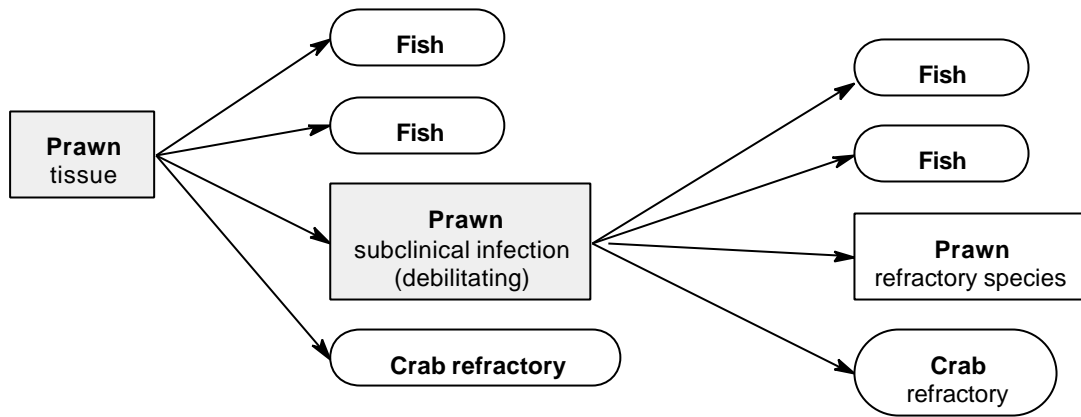 Prawn
tissue
Fish
Fish
Prawn
subclinical infection
(debilitating)
Crab refractory
Fish
Fish
Prawn
refractory species
Crab
refractory